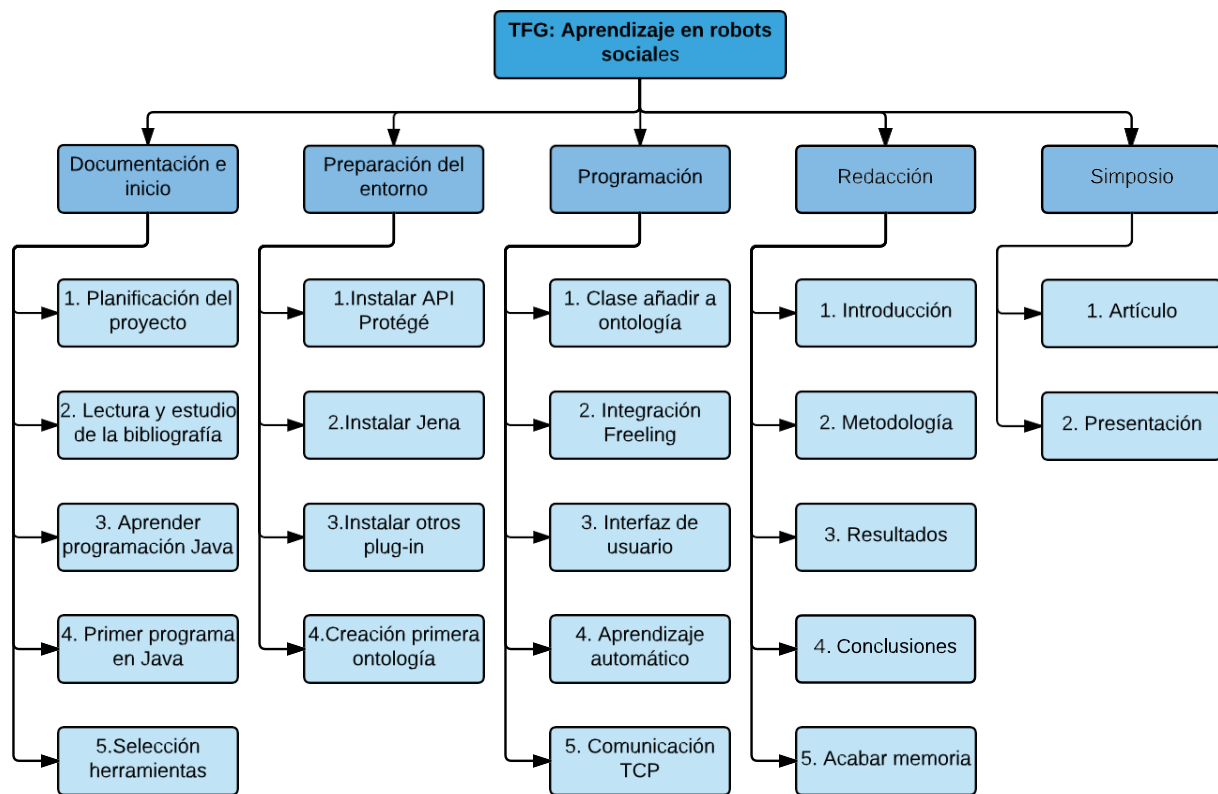 TFG: Aprendizaje en robots
sociales
Documentación e
inicio
Preparación del
entorno
Programación
Redacción
Simposio
1. Planificación del
proyecto
2. Lectura y estudio
de la bibliografía
3. Aprender
programación Java
4. Primer programa
en Java
5.Selección
herramientas
1.Instalar API
Protégé
2.Instalar Jena
3.Instalar otros
plug-in
4.Creación primera
ontología
1. Clase añadir a
ontología
2. Integración
Freeling
3. Interfaz de
usuario
4. Aprendizaje
automático
5. Comunicación
TCP
1. Introducción
2. Metodología
3. Resultados
4. Conclusiones
5. Acabar memoria
1. Artículo
2. Presentación